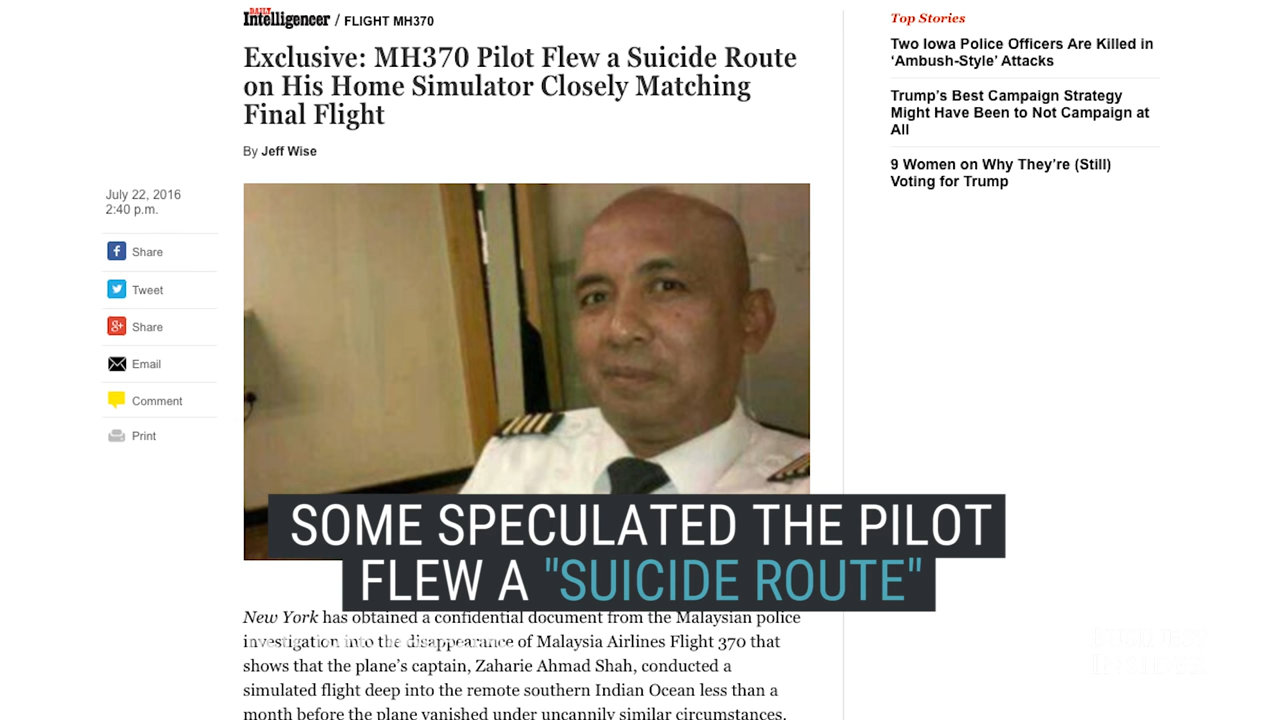 DAILY
Intelligencer / FLIGHT MH370
Exclusive: MH370 Pilot Flew a Suicide Route
on His Home Simulator Closely Matching
Final Flight
By Jeff Wise
July 22, 2016
2:40 p.m.
Share
Tweet
Share
Email
Comment
Print
SOME SPECULATED THE PILOT
FLEW A "SUICIDE ROUTE"
New York has obtained a confidential document from the Malaysian police
investigation into the disappearance of Malaysia Airlines Flight 370 that
shows that the plane's captain, Zaharie Ahmad Shah, conducted a
simulated flight deep into the remote southern Indian Ocean less than a
month before the plane vanished under uncannily similar circumstances.
Top Stories
Two Iowa Police Officers Are Killed in
‘Ambush-Style’ Attacks
Trump’s Best Campaign Strategy
Might Have Been to Not Campaign at
All
9 Women on Why They’re (Still)
Voting for Trump